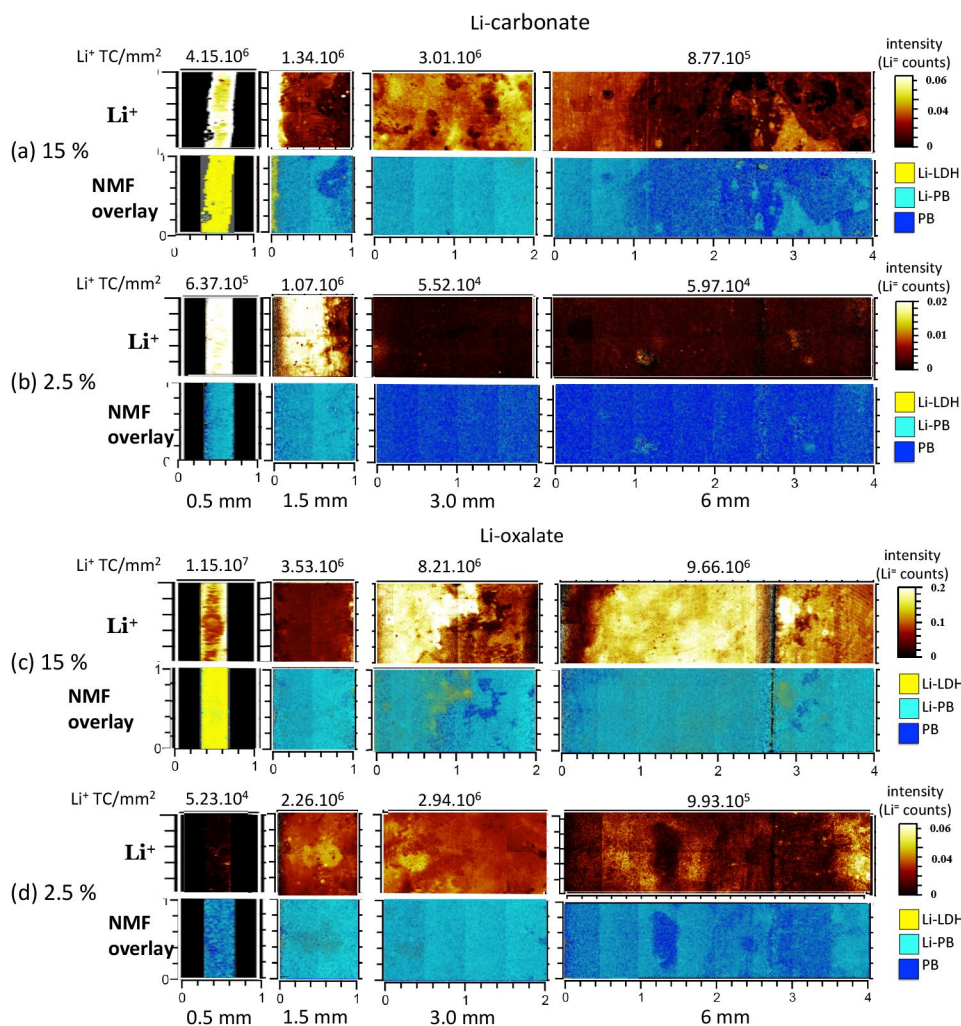 Li-carbonate
Li⁺ TC/mm² 4.15.10⁶ 1.34.10⁶ 3.01.10⁶ 8.77.10⁵ intensity
(Li⁼ counts)
0.06
Li⁺
0.04
(a) 15 %
0
1
NMF
overlay
Li-LDH
Li-PB
PB
0
0 1 0 1 0 1 2 0 1 2 3 4
Li⁺ TC/mm² 6.37.10⁵ 1.07.10⁶ 5.52.10⁴ 5.97.10⁴ intensity
(Li⁼ counts)
0.02
Li⁺
0.01
0
(b) 2.5 %
NMF
overlay
Li-LDH
Li-PB
PB
0
0 1 0 1 0 1 2 0 1 2 3 4
0.5 mm 1.5 mm 3.0 mm 6 mm
Li-oxalate
Li⁺ TC/mm² 1.15.10⁷ 3.53.10⁶ 8.21.10⁶ 9.66.10⁶ intensity
(Li⁼ counts)
0.2
Li⁺
0.1
0
(c) 15 %
NMF
overlay
Li-LDH
Li-PB
PB
0
0 1 0 1 0 1 2 0 1 2 3 4
Li⁺ TC/mm² 5.23.10⁴ 2.26.10⁶ 2.94.10⁶ 9.93.10⁵ intensity
(Li⁼ counts)
0.06
Li⁺
0.04
0
(d) 2.5 %
NMF
overlay
Li-LDH
Li-PB
PB
0
0 1 0 1 0 1 2 0 1 2 3 4
0.5 mm 1.5 mm 3.0 mm 6 mm